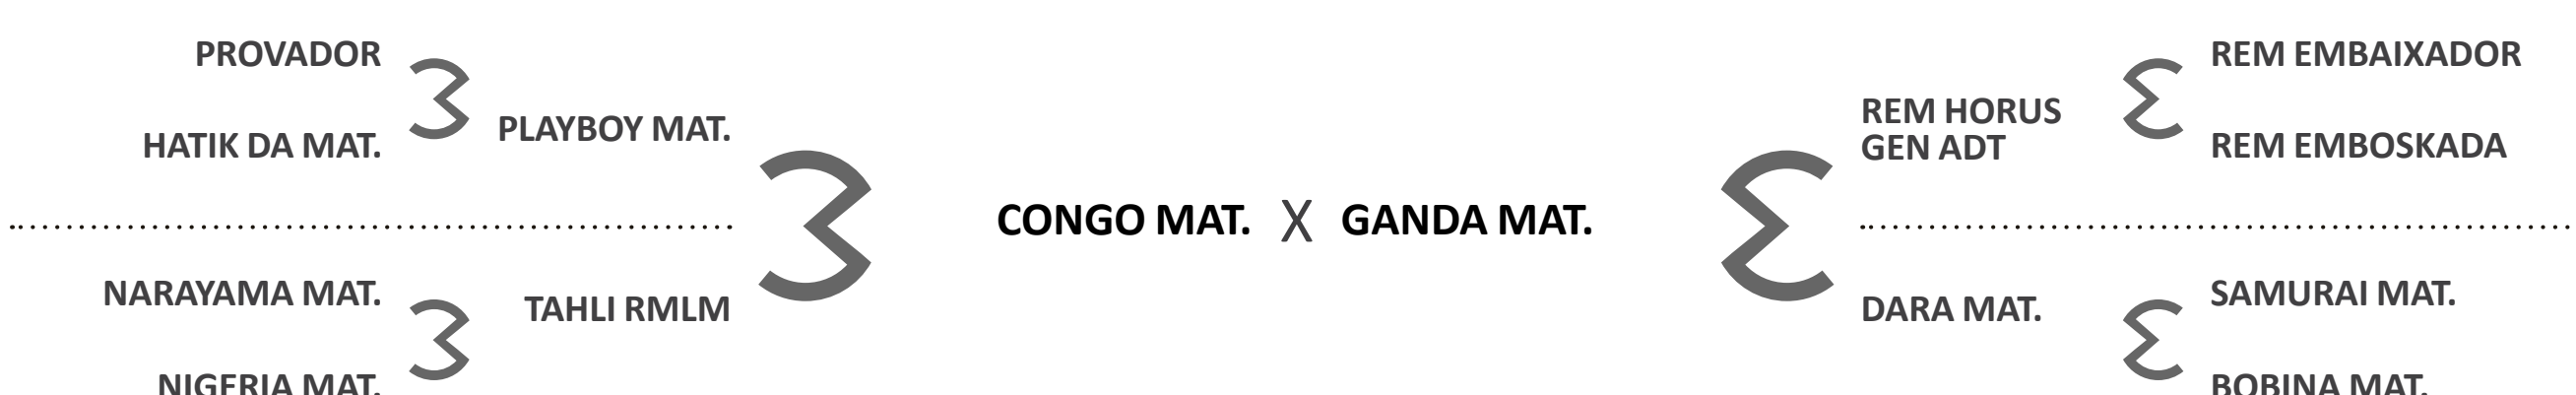 PROVADOR
HATIK DA MAT.
PLAYBOY MAT.
NARAYAMA MAT.
NIGERIA MAT.
TAHLI RMLM
CONGO MAT. X GANDA MAT.
REM HORUS
GEN ADT
REM EMBAIXADOR
REM EMBOSKADA
DARA MAT.
SAMURAI MAT.
BOBINA MAT.